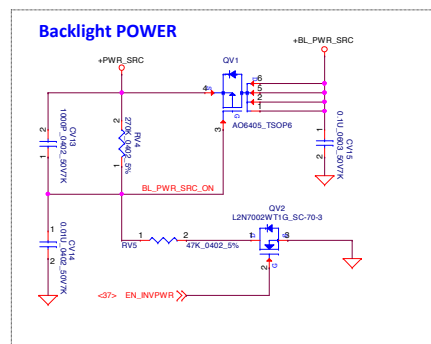 Backlight POWER
+PWR_SRC
+BL_PWR_SRC
QV1
4
S
D
6
5
2
1
G
3
AO6405_TSOP6
2
1
CV13
1000P_0402_50V7K
2
1
RV4
270K_0402_5%
BL_PWR_SRC_ON
2
1
CV15
0.1U_0603_50V7K
1
2
CV14
0.01U_0402_50V7K
QV2
L2N7002WT1G_SC-70-3
RV5
1
2
47K_0402_5%
1
3
2
<37>
EN_INVPWR